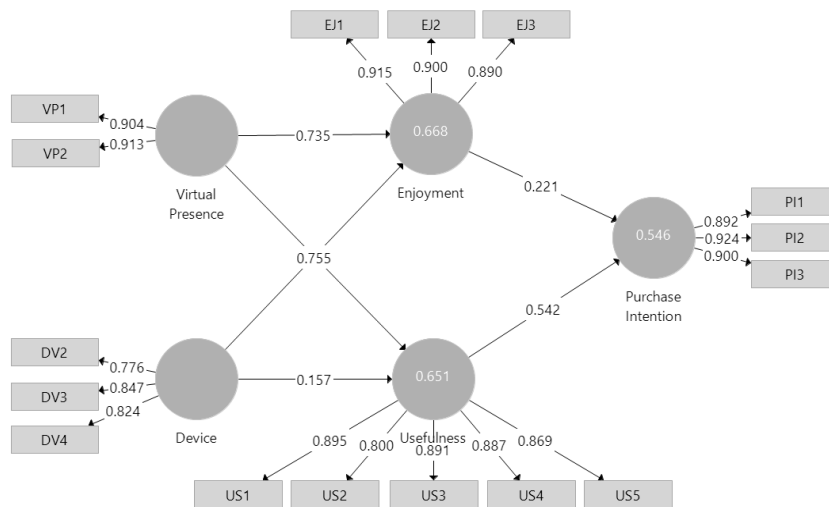 EJ1 EJ2 EJ3
0.915 0.900 0.890
VP1
VP2
0.904
0.913
Virtual
Presence
0.735
0.668
Enjoyment
0.221
0.755
0.546
Purchase
Intention
0.892
0.924
0.900
PI1
PI2
PI3
0.542
DV2
DV3
DV4
0.776
0.847
0.824
Device
0.157
0.651
Usefulness
0.895 0.800 0.891 0.887 0.869
US1 US2 US3 US4 US5